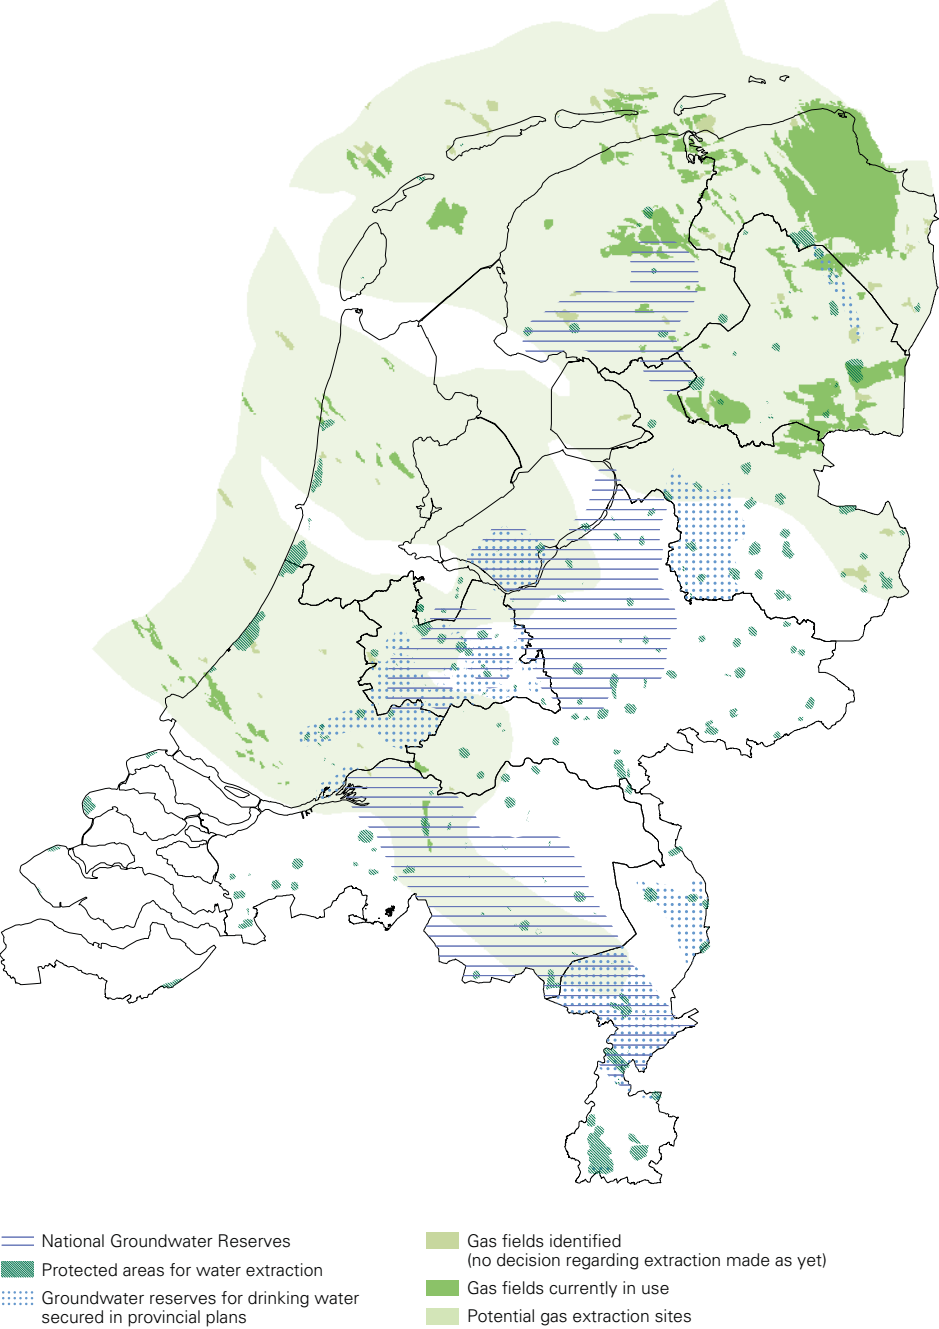 National Groundwater Reserves
Protected areas for water extraction
Groundwater reserves for drinking water
secured in provincial plans
Gas fields identified
(no decision regarding extraction made as yet)
Gas fields currently in use
Potential gas extraction sites